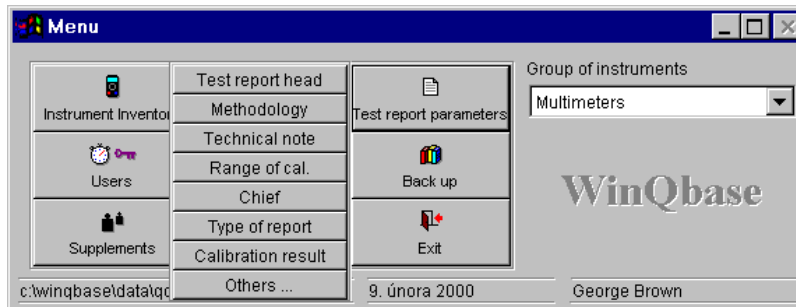 Menu
Instrument Invento
Users
Supplements
Test report head
Methodology
Technical note
Range of cal.
Chief
Type of report
Calibration result
Others ...
Test report parameters
Back up
Exit
Group of instruments
Multimeters
WinQbase
c:\winqbase\data\qc
9. února 2000
George Brown